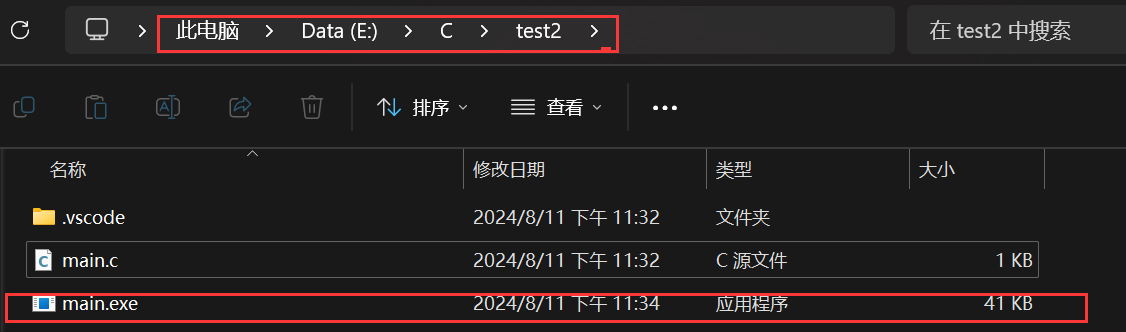 此电脑 > Data (E:) > C > test2 > 在 test2 中搜索
排序 查看 •••
名称 修改日期 类型 大小
.vscode 2024/8/11 下午 11:32 文件夹
main.c 2024/8/11 下午 11:32 C 源文件 1 KB
main.exe 2024/8/11 下午 11:34 应用程序 41 KB